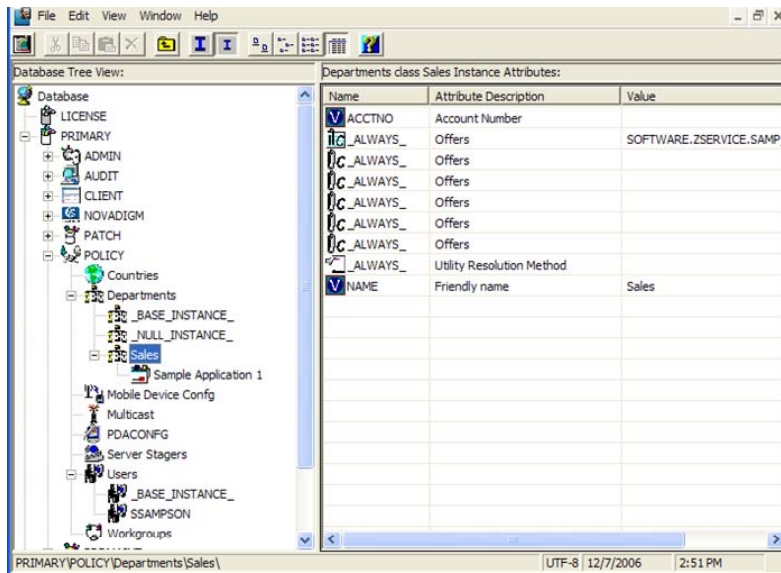 File Edit View Window Help
Database Tree View:
Departments class Sales Instance Attributes:
Database
LICENSE
PRIMARY
ADMIN
AUDIT
CLIENT
NOVADIGM
PATCH
POLICY
Countries
Departments
_BASE_INSTANCE_
_NULL_INSTANCE_
Sales
Sample Application 1
Mobile Device Confg
Multicast
PDACONFG
Server Stagers
Users
_BASE_INSTANCE_
SSAMPSON
Workgroups
Name Attribute Description Value
V ACCTNO Account Number
_ALWAYS_ Offers SOFTWARE.ZSERVICE.SAMP
_ALWAYS_ Offers
_ALWAYS_ Offers
_ALWAYS_ Offers
_ALWAYS_ Offers
_ALWAYS_ Offers
_ALWAYS_ Utility Resolution Method
V NAME Friendly name Sales
PRIMARY\POLICY\Departments\Sales\ UTF-8 12/7/2006 2:51 PM